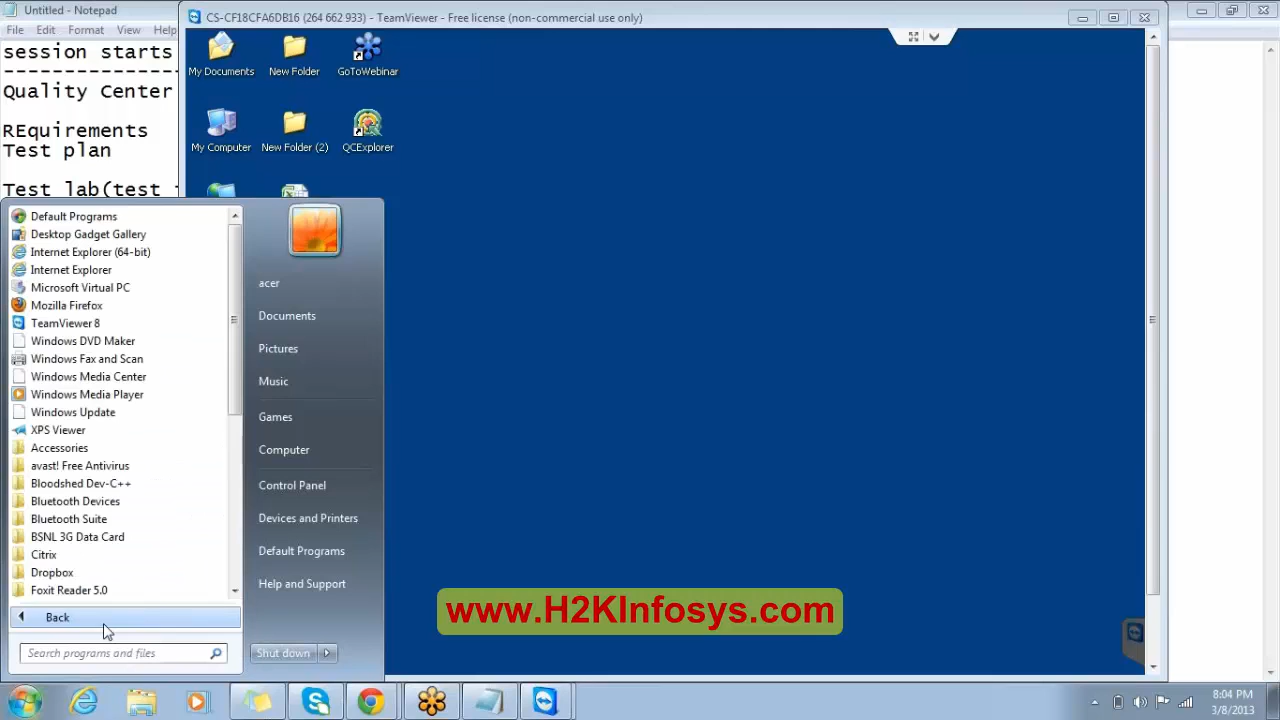 Untitled - Notepad
CS-CF18CFA6DB16 (264 662 933) - TeamViewer - Free license (non-commercial use only)
File Edit Format View Help
session starts
--------------
Quality Center
REquirements
Test plan
Test lab(test
My Documents
New Folder
GoToWebinar
My Computer
New Folder (2)
QCExplorer
Default Programs
Desktop Gadget Gallery
Internet Explorer (64-bit)
Internet Explorer
Microsoft Virtual PC
Mozilla Firefox
TeamViewer 8
Windows DVD Maker
Windows Fax and Scan
Windows Media Center
Windows Media Player
Windows Update
XPS Viewer
Accessories
avast! Free Antivirus
Bloodshed Dev-C++
Bluetooth Devices
Bluetooth Suite
BSNL 3G Data Card
Citrix
Dropbox
Foxit Reader 5.0
Back
Search programs and files
acer
Documents
Pictures
Music
Games
Computer
Control Panel
Devices and Printers
Default Programs
Help and Support
Shut down
www.H2KInfosys.com
8:04 PM
3/8/2013